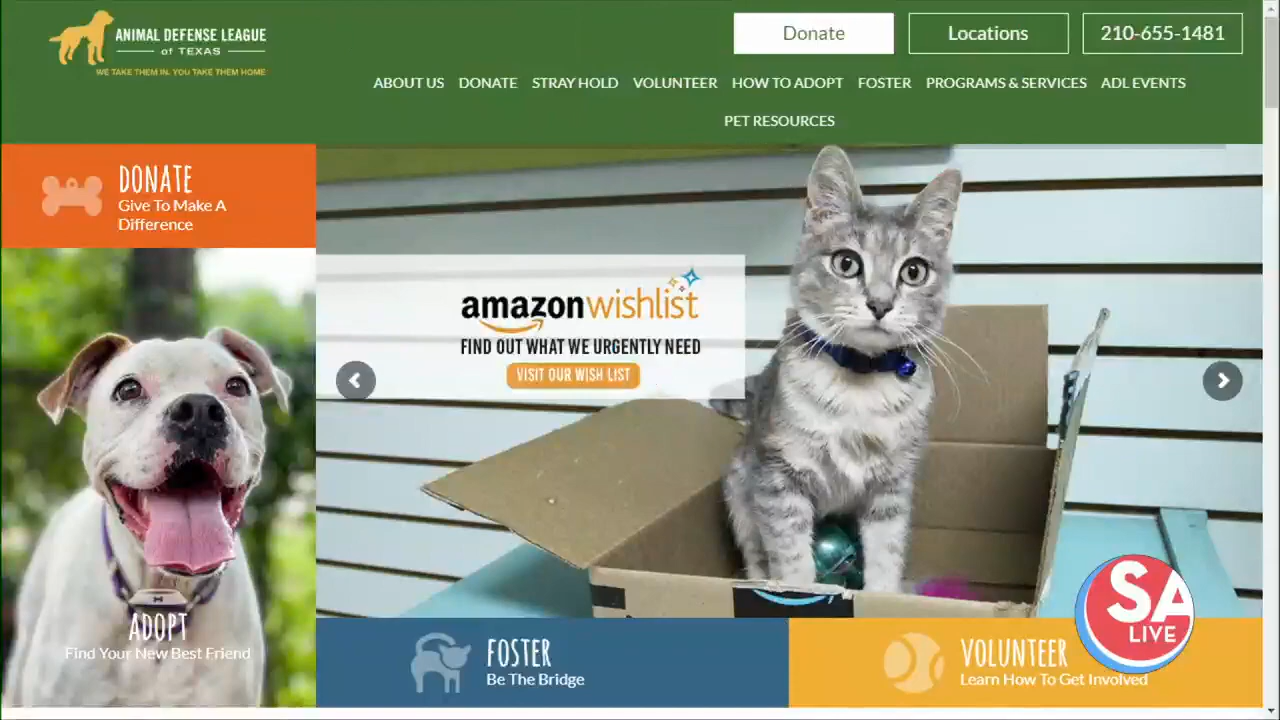 ANIMAL DEFENSE LEAGUE
of TEXAS
WE TAKE THEM IN. YOU TAKE THEM HOME
Donate
Locations
210-655-1481
ABOUT US
DONATE
STRAY HOLD
VOLUNTEER
HOW TO ADOPT
FOSTER
PROGRAMS & SERVICES
ADL EVENTS
PET RESOURCES
DONATE
Give To Make A
Difference
amazon wishlist
FIND OUT WHAT WE URGENTLY NEED
VISIT OUR WISH LIST
ADOPT
Find Your New Best Friend
FOSTER
Be The Bridge
VOLUNTEER
Learn How To Get Involved
SA
LIVE